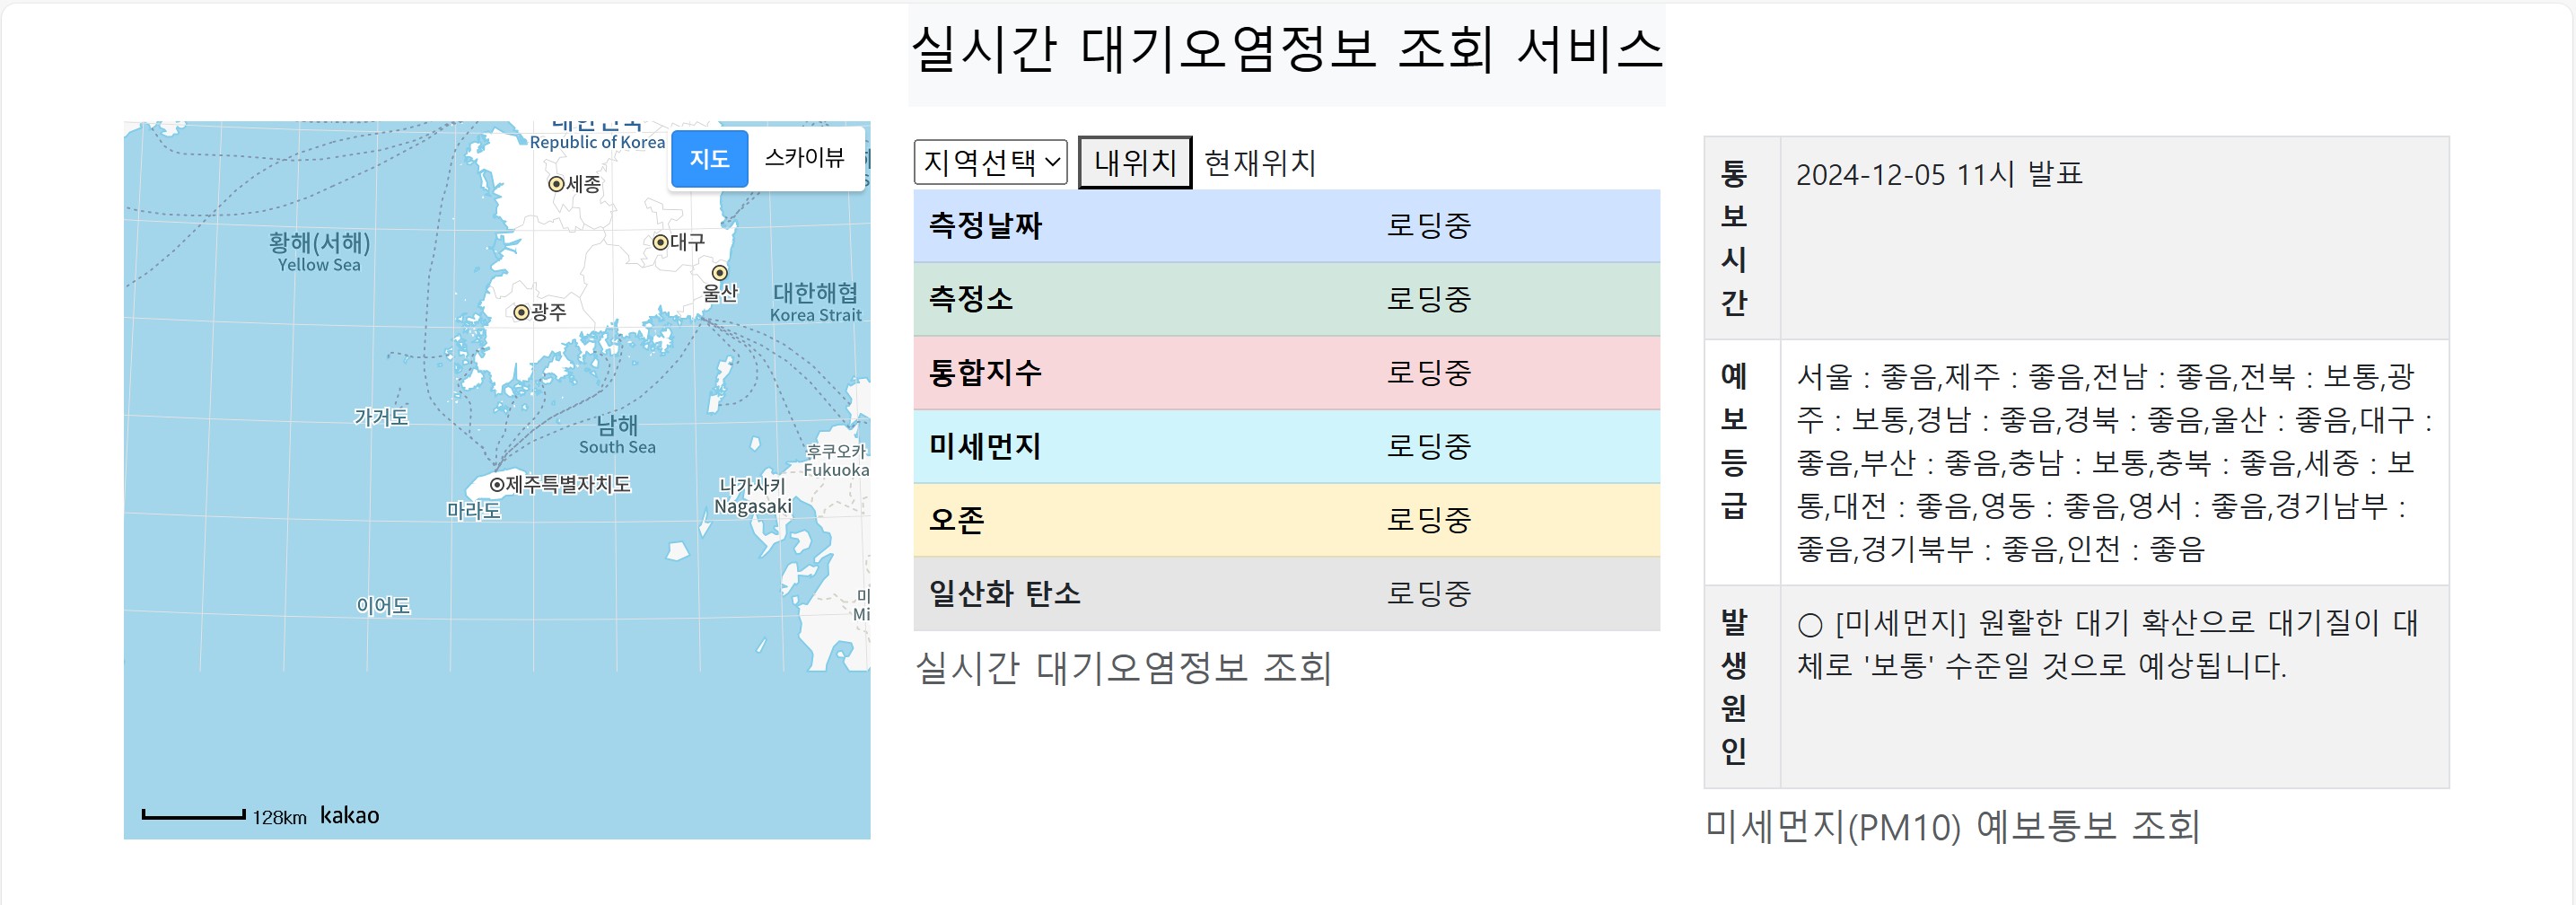 실시간 대기오염정보 조회 서비스
Republic of Korea
지도
스카이뷰
세종
황해(서해)
Yellow Sea
대구
울산
대한해협
Korea Strait
광주
가거도
남해
South Sea
후쿠오카
Fukuoka
제주특별자치도
마라도
나가사키
Nagasaki
이어도
미
Mi
128km kakao
지역선택 내위치 현재위치
측정날짜 로딩중
측정소 로딩중
통합지수 로딩중
미세먼지 로딩중
오존 로딩중
일산화 탄소 로딩중
실시간 대기오염정보 조회
통
보
시
간
2024-12-05 11시 발표
예
보
등
급
서울 : 좋음,제주 : 좋음,전남 : 좋음,전북 : 보통,광
주 : 보통,경남 : 좋음,경북 : 좋음,울산 : 좋음,대구 :
좋음,부산 : 좋음,충남 : 보통,충북 : 좋음,세종 : 보
통,대전 : 좋음,영동 : 좋음,영서 : 좋음,경기남부 :
좋음,경기북부 : 좋음,인천 : 좋음
발
생
원
인
○ [미세먼지] 원활한 대기 확산으로 대기질이 대
체로 '보통' 수준일 것으로 예상됩니다.
미세먼지(PM10) 예보통보 조회